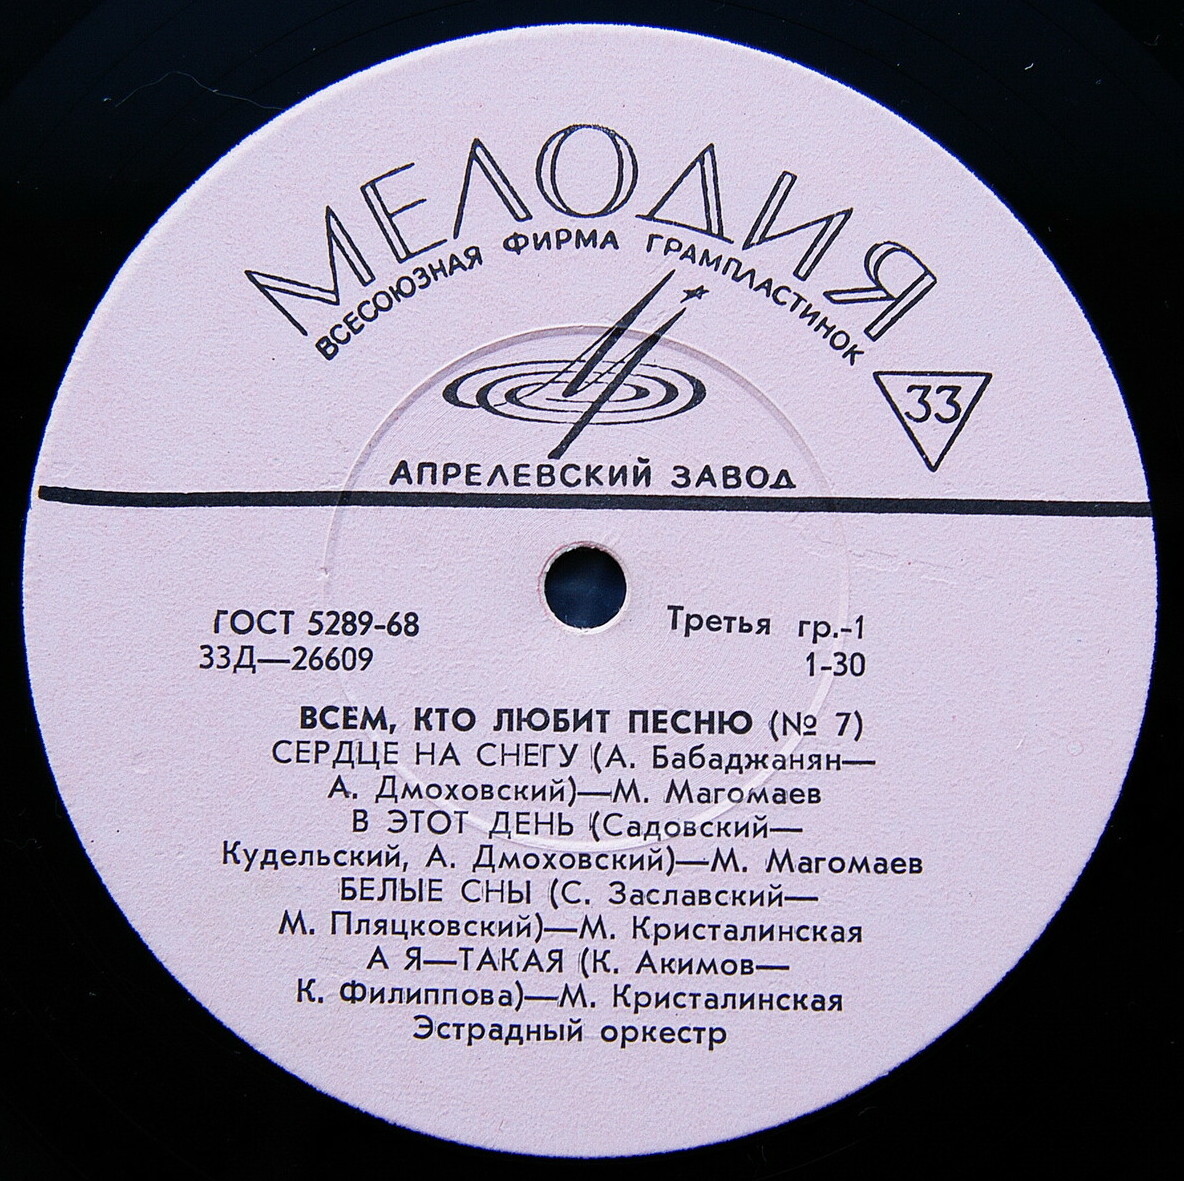 МЕЛОДИЯ
ВСЕСОЮЗНАЯ ФИРМА ГРАМПЛАСТИНОК
33
АПРЕЛЕВСКИЙ ЗАВОД
ГОСТ 5289-68 Третья гр.-1
33Д—26609 1-30
ВСЕМ, КТО ЛЮБИТ ПЕСНЮ (№ 7)
СЕРДЦЕ НА СНЕГУ (А. Бабаджанян—
А. Дмоховский)—М. Магомаев
В ЭТОТ ДЕНЬ (Садовский—
Кудельский, А. Дмоховский)—М. Магомаев
БЕЛЫЕ СНЫ (С. Заславский—
М. Пляцковский)—М. Кристалинская
А Я—ТАКАЯ (К. Акимов—
К. Филиппова)—М. Кристалинская
Эстрадный оркестр